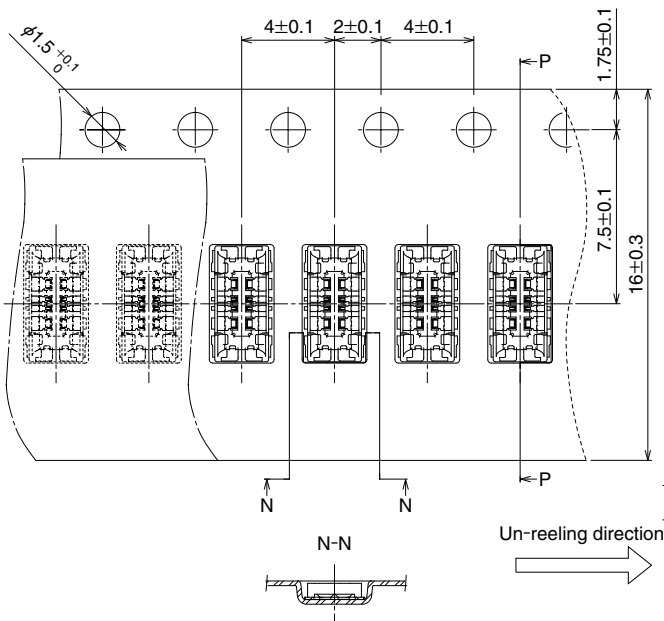 4±0.1
2±0.1
4±0.1
1.75±0.1
φ1.5 +0.1 0
P
7.5±0.1
16±0.3
P
N
N
N-N
Un-reeling direction